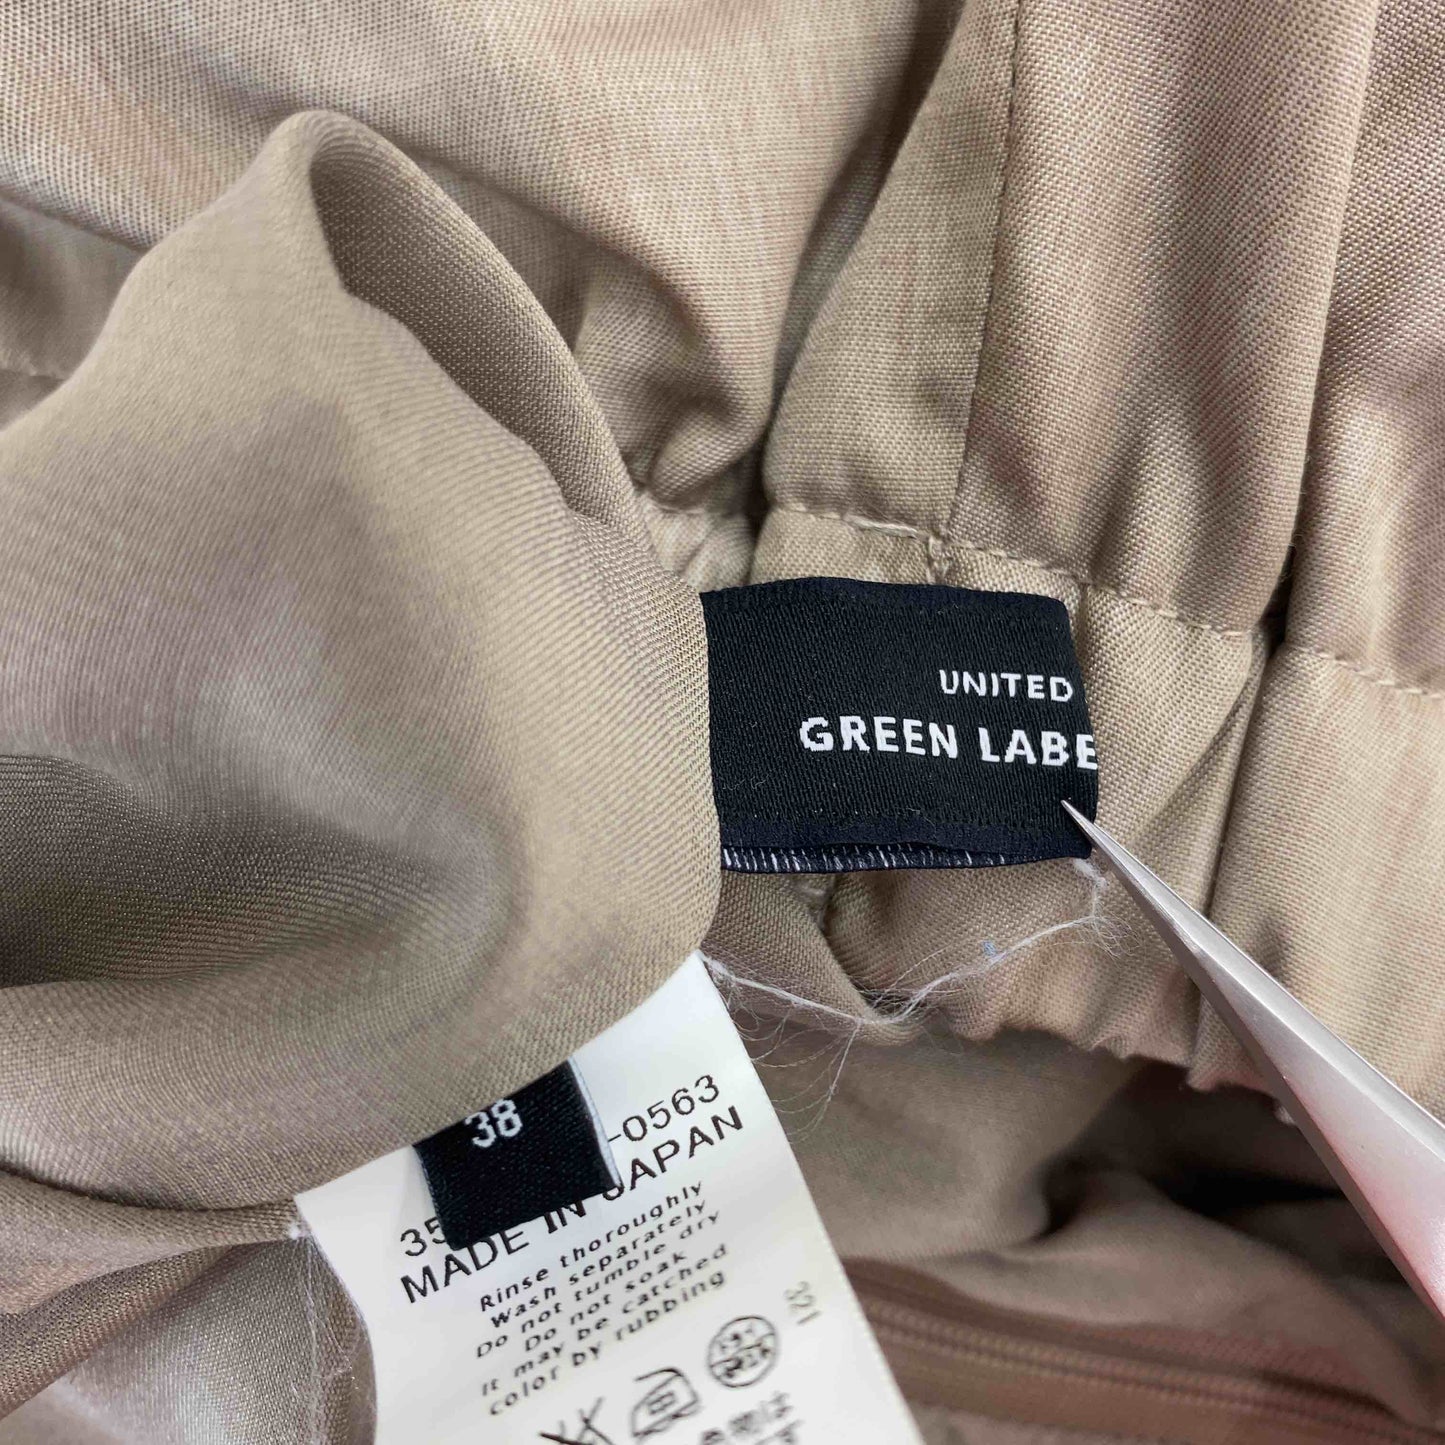 UNITED
GREEN LABE
38
35
-0563
MADE IN JAPAN
Rinse thoroughly
Wash separately
Do not tumble dry
Do not soak
it may be catched
color by rubbing
321